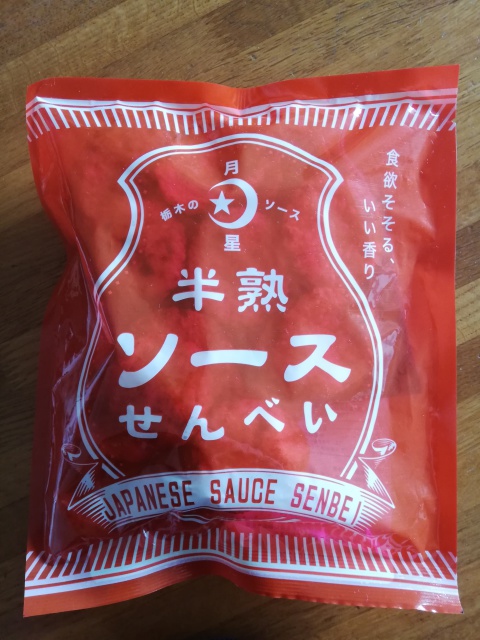 月
栃木の ソース
星
半熟
ソース
せんべい
JAPANESE SAUCE SENBEI
食欲そそる、
いい香り